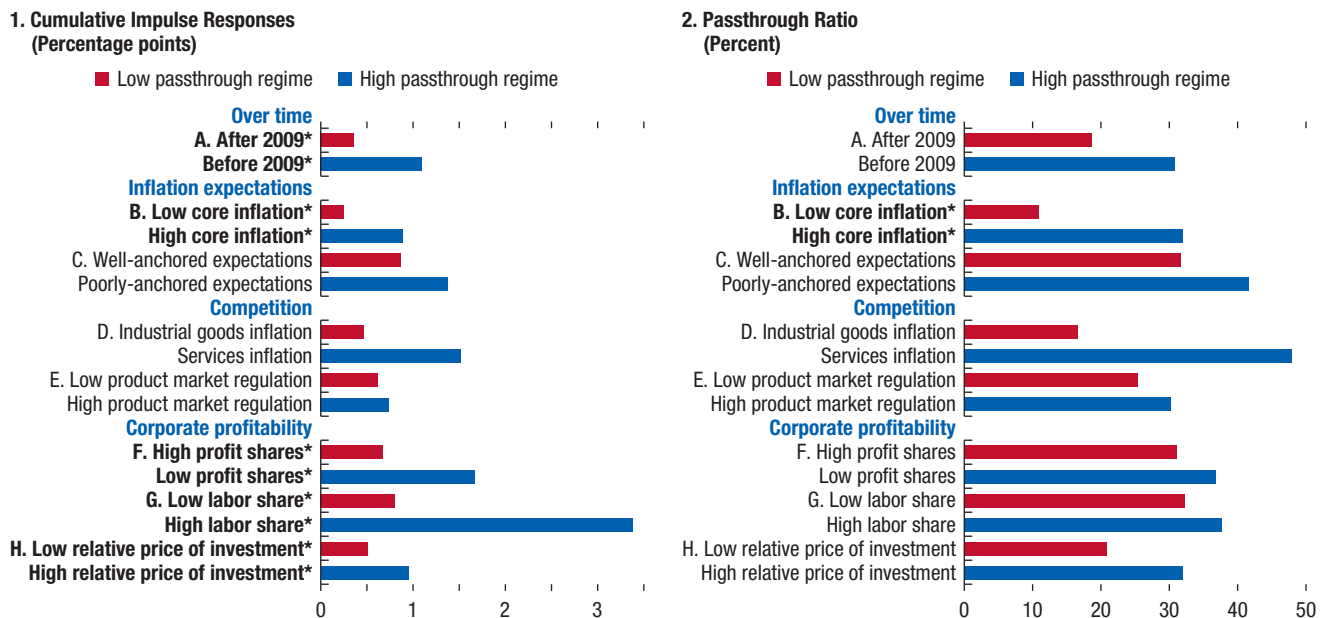 1. Cumulative Impulse Responses
(Percentage points)
Low passthrough regime
High passthrough regime
Over time
A. After 2009*
Before 2009*
Inflation expectations
B. Low core inflation*
High core inflation*
C. Well-anchored expectations
Poorly-anchored expectations
Competition
D. Industrial goods inflation
Services inflation
E. Low product market regulation
High product market regulation
Corporate profitability
F. High profit shares*
Low profit shares*
G. Low labor share*
High labor share*
H. Low relative price of investment*
High relative price of investment*
0 1 2 3
2. Passthrough Ratio
(Percent)
Low passthrough regime
High passthrough regime
Over time
A. After 2009
Before 2009
Inflation expectations
B. Low core inflation*
High core inflation*
C. Well-anchored expectations
Poorly-anchored expectations
Competition
D. Industrial goods inflation
Services inflation
E. Low product market regulation
High product market regulation
Corporate profitability
F. High profit shares
Low profit shares
G. Low labor share
High labor share
H. Low relative price of investment
High relative price of investment
0 10 20 30 40 50